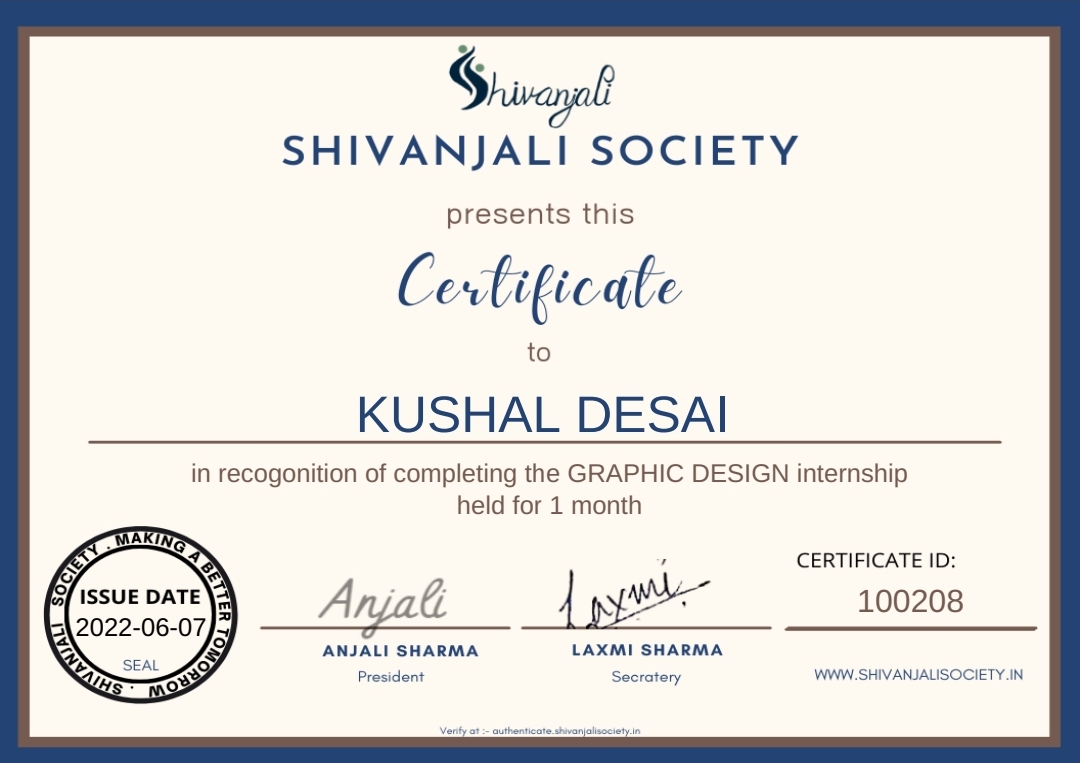 Shivanjali
SHIVANJALI SOCIETY
presents this
Certificate
to
KUSHAL DESAI
in recogonition of completing the GRAPHIC DESIGN internship
held for 1 month
SHIVANJALI SOCIETY . MAKING A BETTER TOMORROW .
ISSUE DATE
2022-06-07
SEAL
Anjali
ANJALI SHARMA
President
Laxmi
LAXMI SHARMA
Secratery
CERTIFICATE ID:
100208
WWW.SHIVANJALISOCIETY.IN
Verify at :- authenticate.shivanjalisociety.in